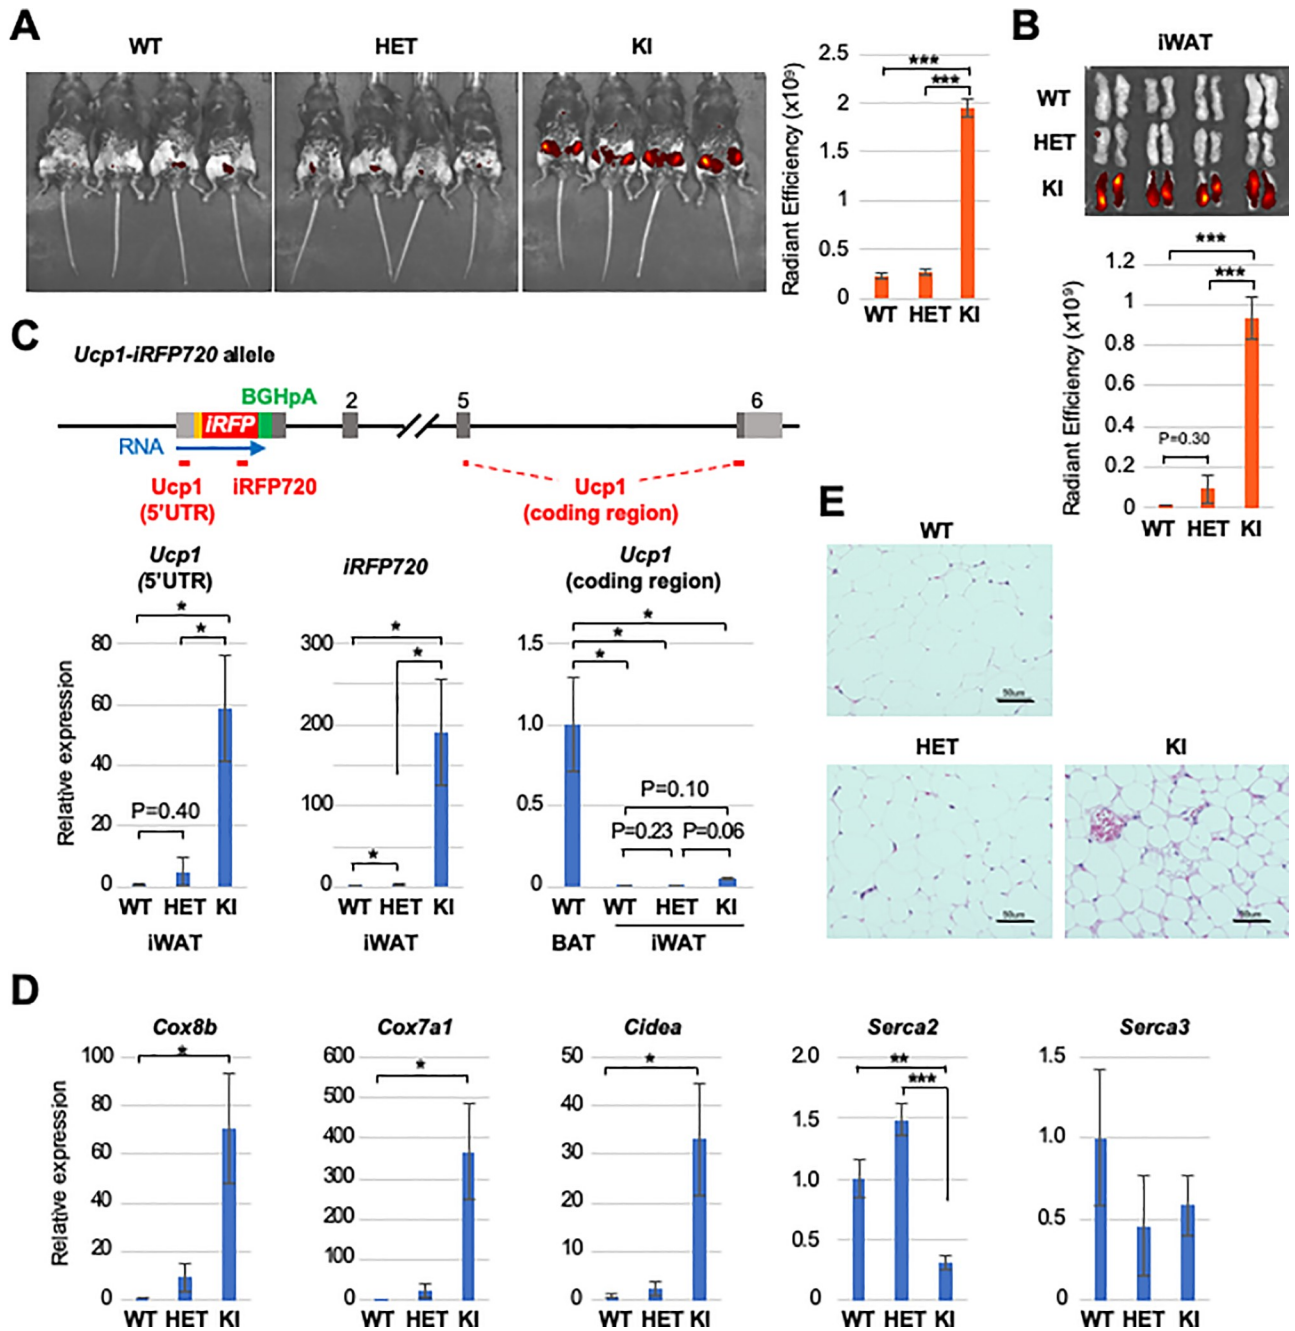 A
WT
HET
KI
***
***
2.5
2
1.5
1
0.5
0
Radiant Efficiency (x10⁹)
WT HET KI
B
iWAT
WT
HET
KI
***
***
1.2
1
0.8
0.6
0.4
0.2
0
P=0.30
Radiant Efficiency (x10⁹)
WT HET KI
C
Ucp1-iRFP720 allele
BGHpA
iRFP
2
5
6
RNA
Ucp1
(5'UTR)
iRFP720
Ucp1
(coding region)
Ucp1
(5'UTR)
*
*
80
60
40
20
0
P=0.40
Relative expression
WT HET KI
iWAT
iRFP720
*
*
*
300
200
100
0
WT HET KI
iWAT
Ucp1
(coding region)
*
*
*
1.5
1.0
0.5
0
P=0.10
P=0.23 P=0.06
WT WT HET KI
BAT iWAT
E
WT
50um
HET
50um
KI
50um
D
Cox8b
*
100
80
60
40
20
0
Relative expression
WT HET KI
Cox7a1
*
600
500
400
300
200
100
0
WT HET KI
Cidea
*
50
40
30
20
10
0
WT HET KI
Serca2
**
***
2.0
1.5
1.0
0.5
0
WT HET KI
Serca3
1.5
1.0
0.5
0
WT HET KI